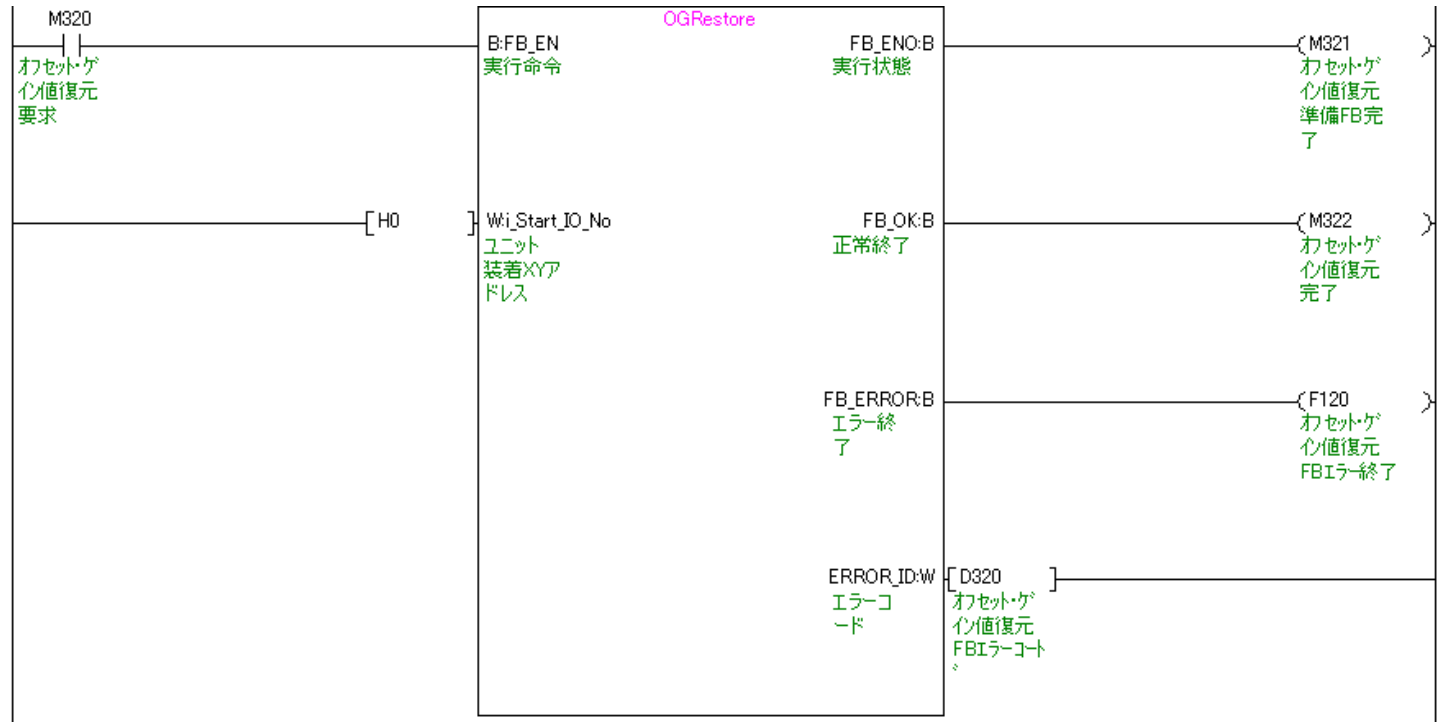 M320
オフセット・ゲ
イン値復元
要求
OGRestore
B:FB_EN
実行命令
FB_ENO:B
実行状態
M321
オフセット・ゲ
イン値復元
準備FB完
了
H0
W:i_Start_IO_No
ユニット
装着XYア
ドレス
FB_OK:B
正常終了
M322
オフセット・ゲ
イン値復元
完了
FB_ERROR:B
エラー終
了
F120
オフセット・ゲ
イン値復元
FBエラー終了
ERROR_ID:W
エラーコ
ード
D320
オフセット・ゲ
イン値復元
FBエラーコート
゙